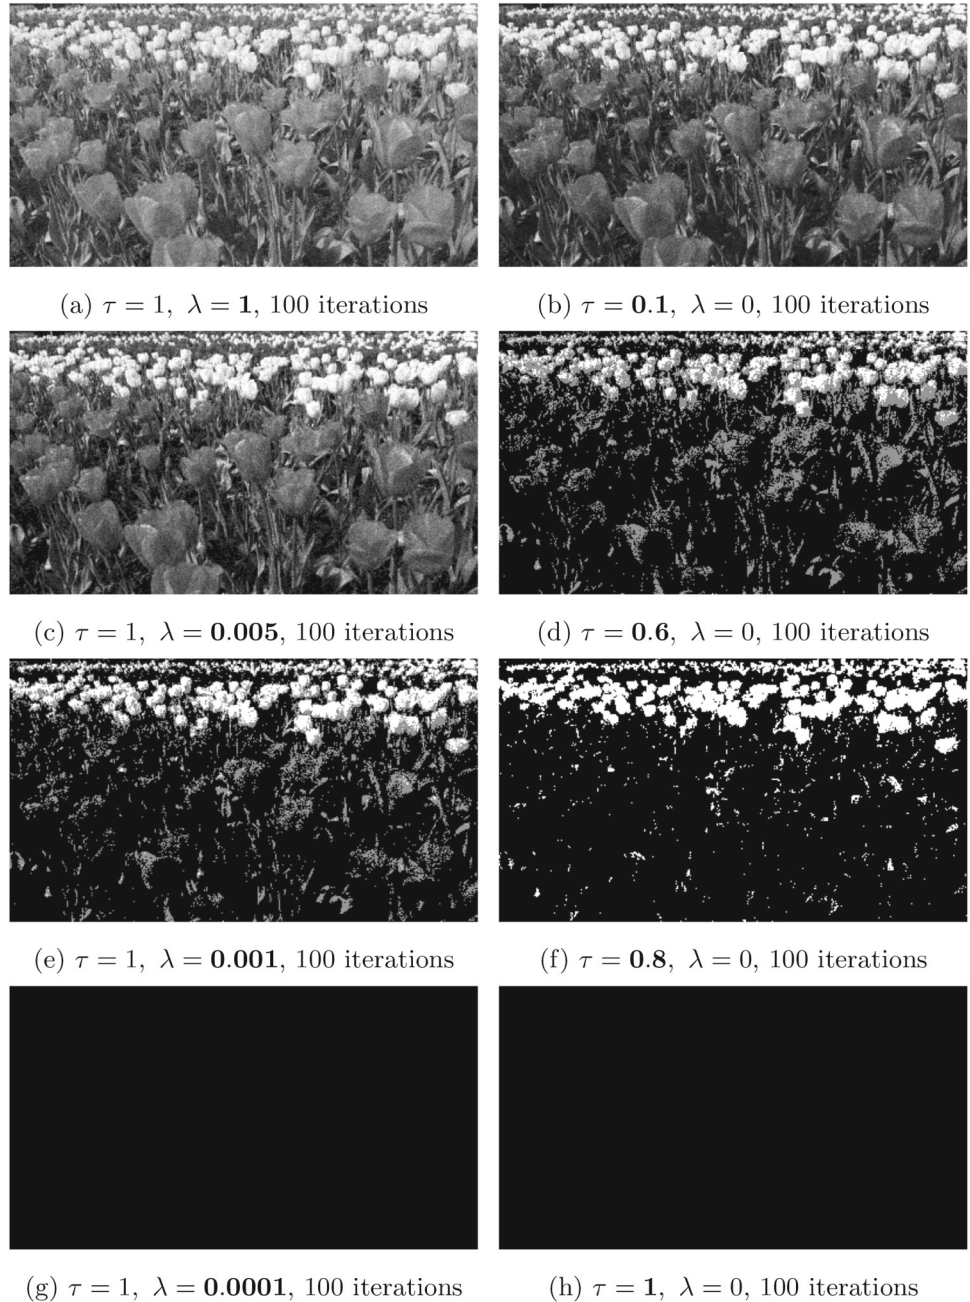 (a) τ = 1, λ = 1, 100 iterations
(b) τ = 0.1, λ = 0, 100 iterations
(c) τ = 1, λ = 0.005, 100 iterations
(d) τ = 0.6, λ = 0, 100 iterations
(e) τ = 1, λ = 0.001, 100 iterations
(f) τ = 0.8, λ = 0, 100 iterations
(g) τ = 1, λ = 0.0001, 100 iterations
(h) τ = 1, λ = 0, 100 iterations